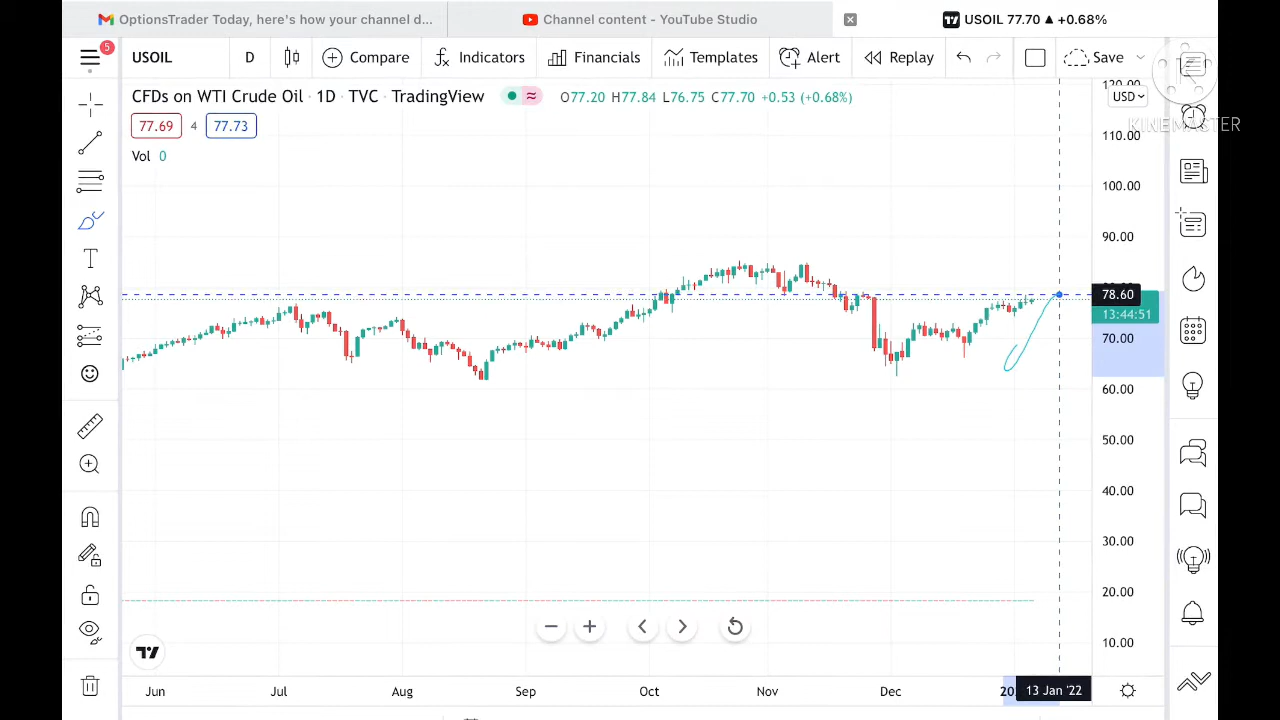 OptionsTrader Today, here's how your channel d...
Channel content - YouTube Studio
USOIL 77.70 ▲ +0.68%
5
USOIL
D
Compare
Indicators
Financials
Templates
Alert
Replay
Save
CFDs on WTI Crude Oil · 1D · TVC · TradingView
O77.20 H77.84 L76.75 C77.70 +0.53 (+0.68%)
USD
KINEMASTER
77.69 4 77.73
Vol 0
120.00
110.00
100.00
90.00
78.60
13:44:51
70.00
60.00
50.00
40.00
30.00
20.00
10.00
Jun Jul Aug Sep Oct Nov Dec 13 Jan '22